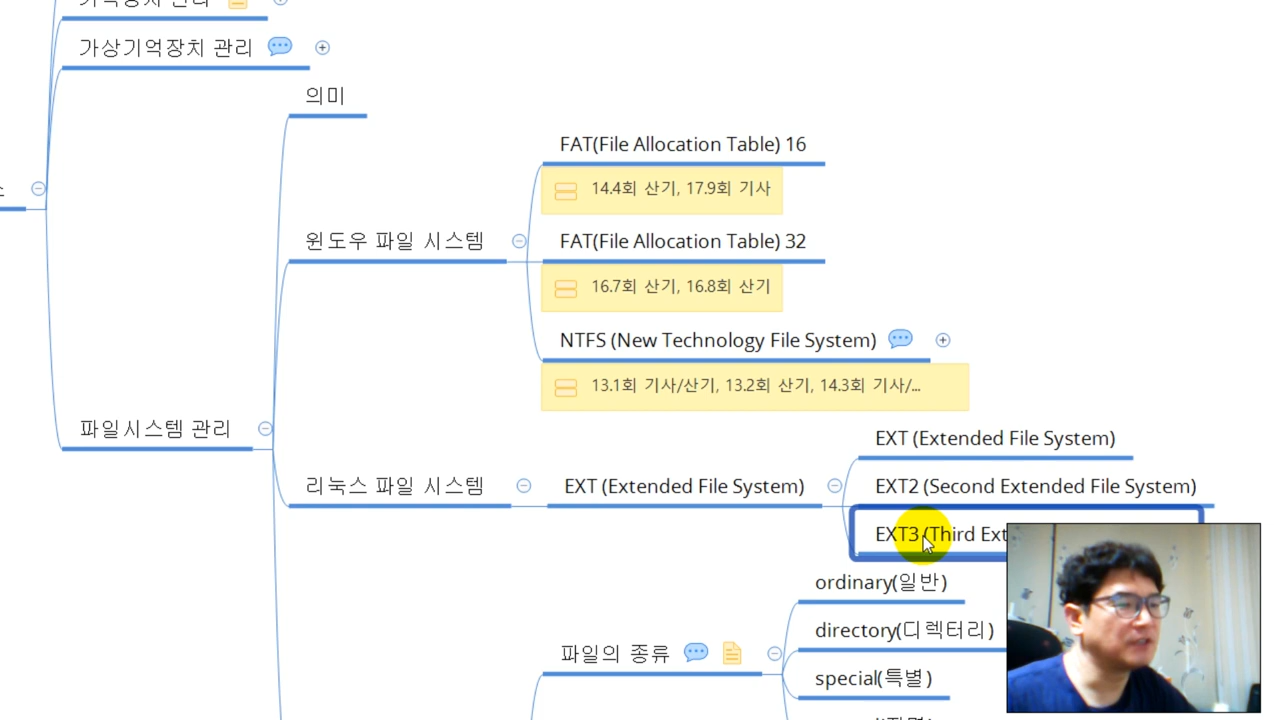 가상기억장치 관리
의미
FAT(File Allocation Table) 16
14.4회 산기, 17.9회 기사
윈도우 파일 시스템
FAT(File Allocation Table) 32
16.7회 산기, 16.8회 산기
NTFS (New Technology File System)
13.1회 기사/산기, 13.2회 산기, 14.3회 기사/...
파일시스템 관리
EXT (Extended File System)
리눅스 파일 시스템
EXT (Extended File System)
EXT2 (Second Extended File System)
EXT3 (Third Ext
ordinary(일반)
directory(디렉터리)
파일의 종류
special(특별)